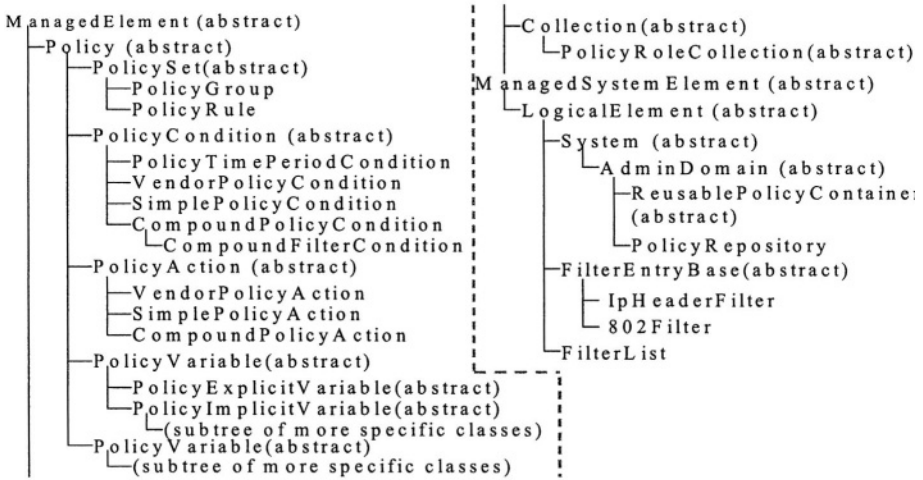 ManagedElement (abstract)
Policy (abstract)
PolicySet(abstract)
PolicyGroup
PolicyRule
PolicyCondition (abstract)
PolicyTimePeriodCondition
VendorPolicyCondition
SimplePolicyCondition
CompoundPolicyCondition
CompoundFilterCondition
PolicyAction (abstract)
VendorPolicyAction
SimplePolicyAction
CompoundPolicyAction
PolicyVariable(abstract)
PolicyExplicitVariable(abstract)
PolicyImplicitVariable(abstract)
(subtree of more specific classes)
PolicyVariable(abstract)
(subtree of more specific classes)
Collection(abstract)
PolicyRoleCollection(abstract)
ManagedSystemElement (abstract)
LogicalElement (abstract)
System (abstract)
AdminDomain (abstract)
ReusablePolicyContainer
(abstract)
PolicyRepository
FilterEntryBase(abstract)
IpHeaderFilter
802Filter
FilterList